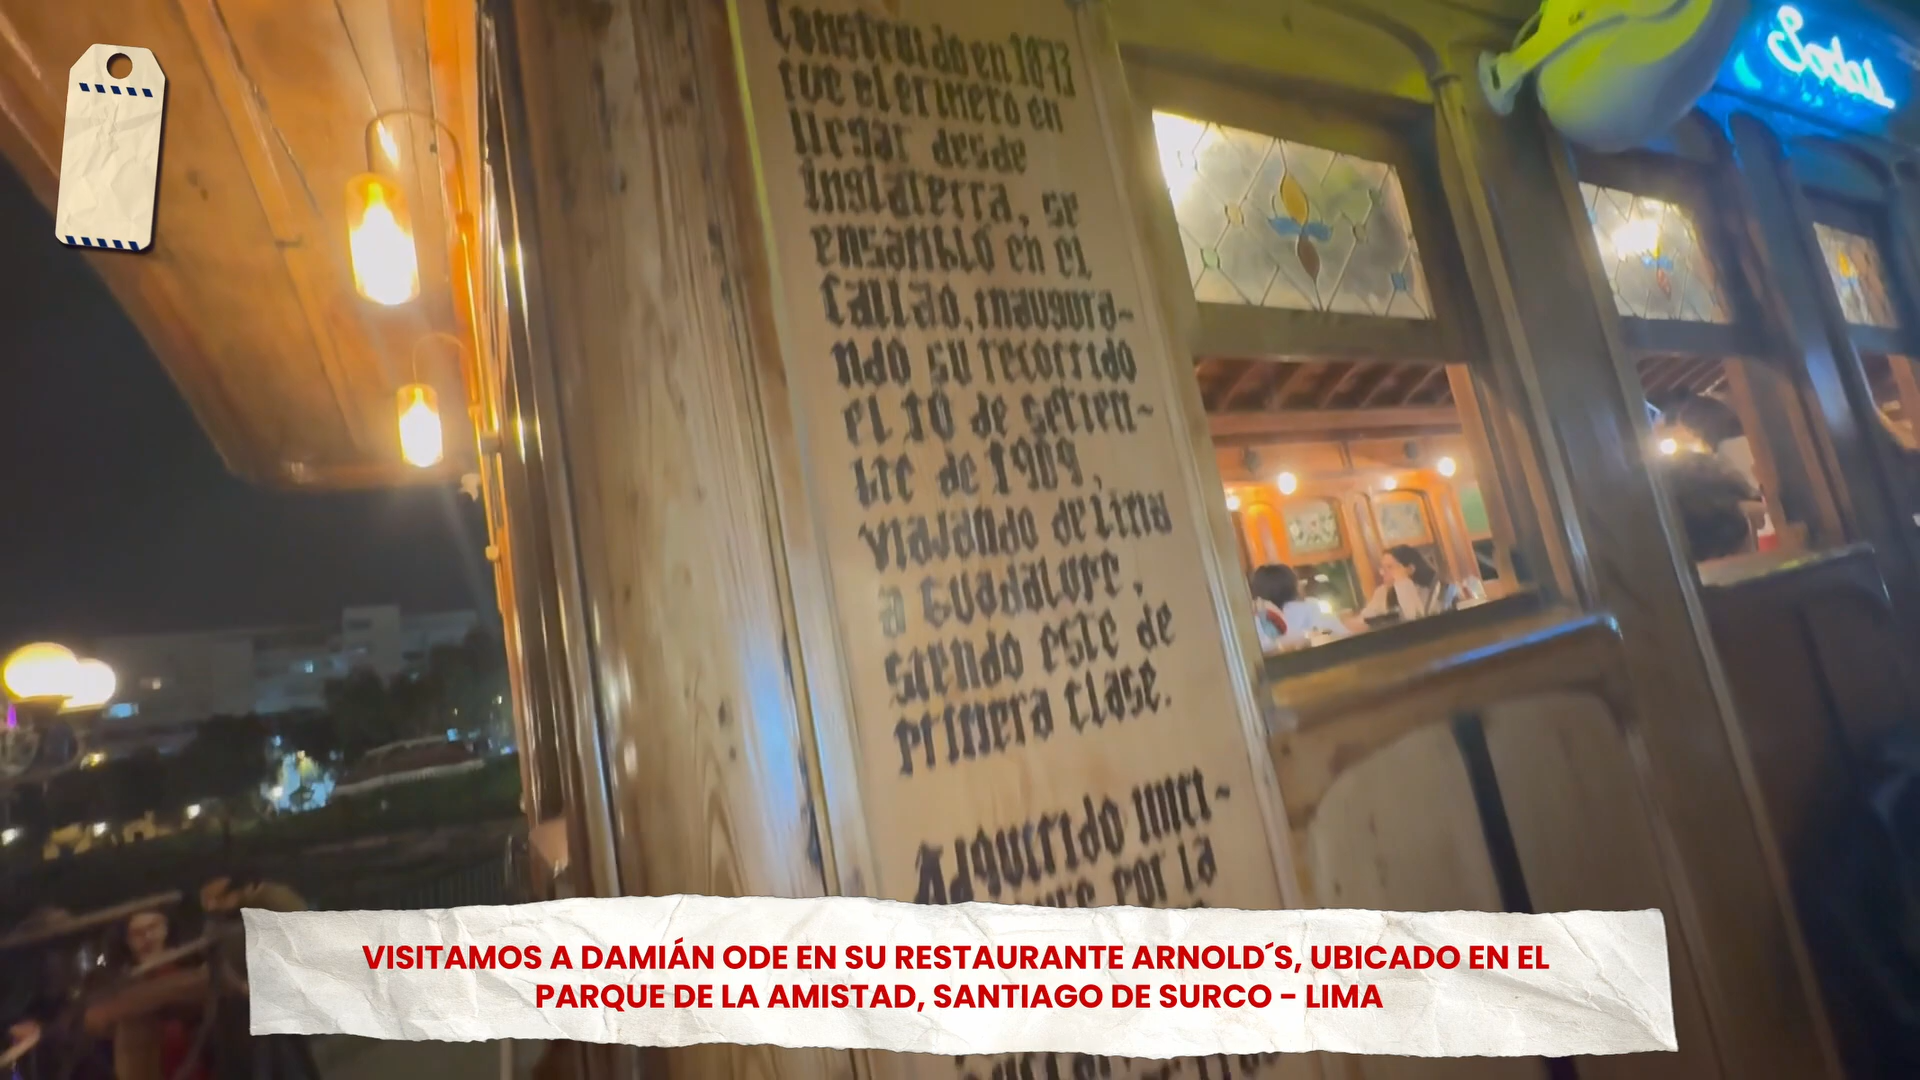 Construido en 1873
fue el primero en
llegar desde
inglaterra, se
ensambló en el
Callao, inaugura-
ndo su recorrido
el 10 de setiem-
bre de 1909,
viajando de Lima
a Guadalupe,
siendo este de
primera clase.
Adquirido
por la
Sodas
VISITAMOS A DAMIÁN ODE EN SU RESTAURANTE ARNOLD´S, UBICADO EN EL
PARQUE DE LA AMISTAD, SANTIAGO DE SURCO - LIMA